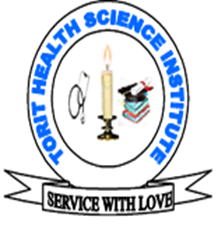 TORIT HEALTH SCIENCE INSTITUTE
SERVICE WITH LOVE